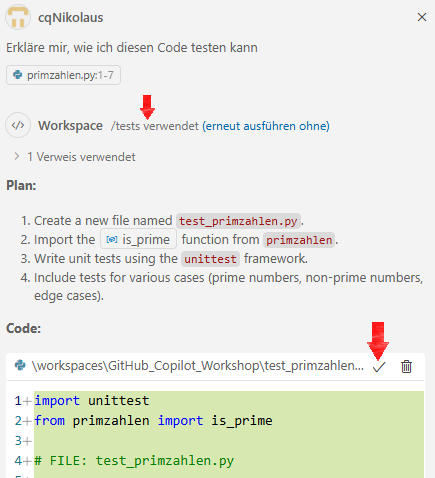 cqNikolaus
Erkläre mir, wie ich diesen Code testen kann
primzahlen.py:1-7
Workspace /tests verwendet (erneut ausführen ohne)
1 Verweis verwendet
Plan:
1. Create a new file named test_primzahlen.py.
2. Import the is_prime function from primzahlen.
3. Write unit tests using the unittest framework.
4. Include tests for various cases (prime numbers, non-prime numbers,
edge cases).
Code:
\workspaces\GitHub_Copilot_Workshop\test_primzahlen...
1+ import unittest
2+ from primzahlen import is_prime
3+
4+ # FILE: test_primzahlen.py